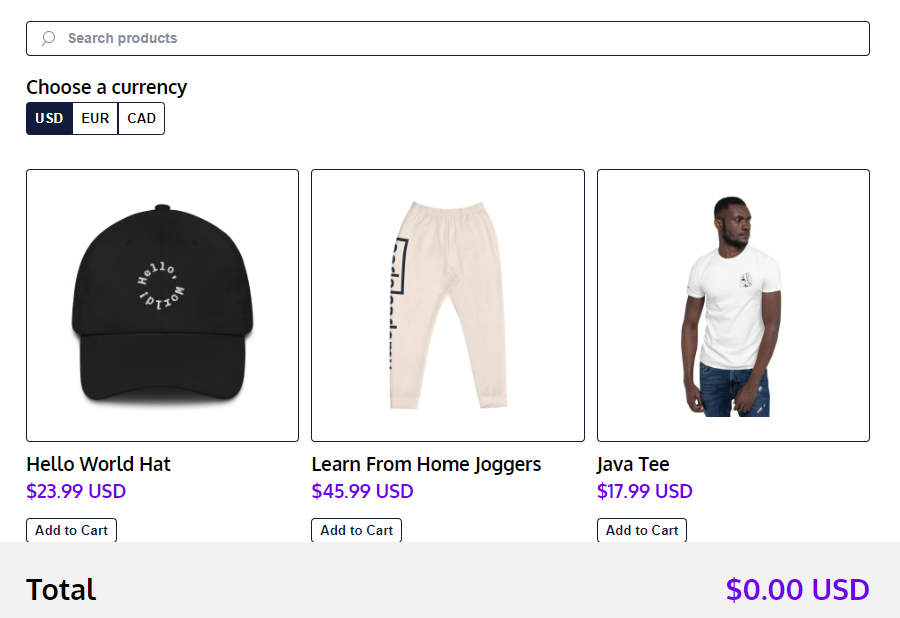 Search products
Choose a currency
USD EUR CAD
Hello, World!
Hello World Hat
$23.99 USD
Add to Cart
Learn From Home Joggers
$45.99 USD
Add to Cart
Java Tee
$17.99 USD
Add to Cart
Total
$0.00 USD